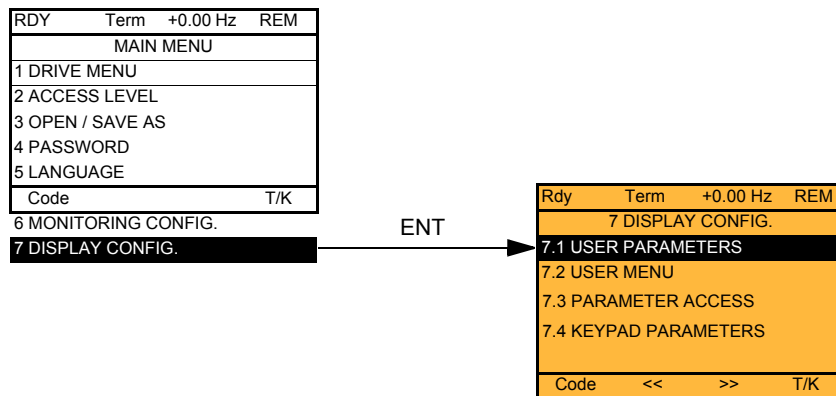 RDY Term +0.00 Hz REM
MAIN MENU
1 DRIVE MENU
2 ACCESS LEVEL
3 OPEN / SAVE AS
4 PASSWORD
5 LANGUAGE
Code T/K
6 MONITORING CONFIG.
7 DISPLAY CONFIG.
ENT
Rdy Term +0.00 Hz REM
7 DISPLAY CONFIG.
7.1 USER PARAMETERS
7.2 USER MENU
7.3 PARAMETER ACCESS
7.4 KEYPAD PARAMETERS
Code << >> T/K